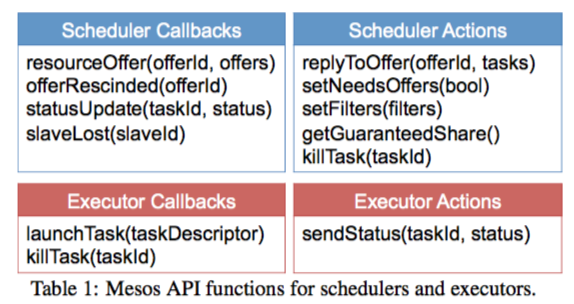 Scheduler Callbacks
resourceOffer(offerId, offers)
offerRescinded(offerId)
statusUpdate(taskId, status)
slaveLost(slaveId)
Scheduler Actions
replyToOffer(offerId, tasks)
setNeedsOffers(bool)
setFilters(filters)
getGuaranteedShare()
killTask(taskId)
Executor Callbacks
launchTask(taskDescriptor)
killTask(taskId)
Executor Actions
sendStatus(taskId, status)
Table 1: Mesos API functions for schedulers and executors.